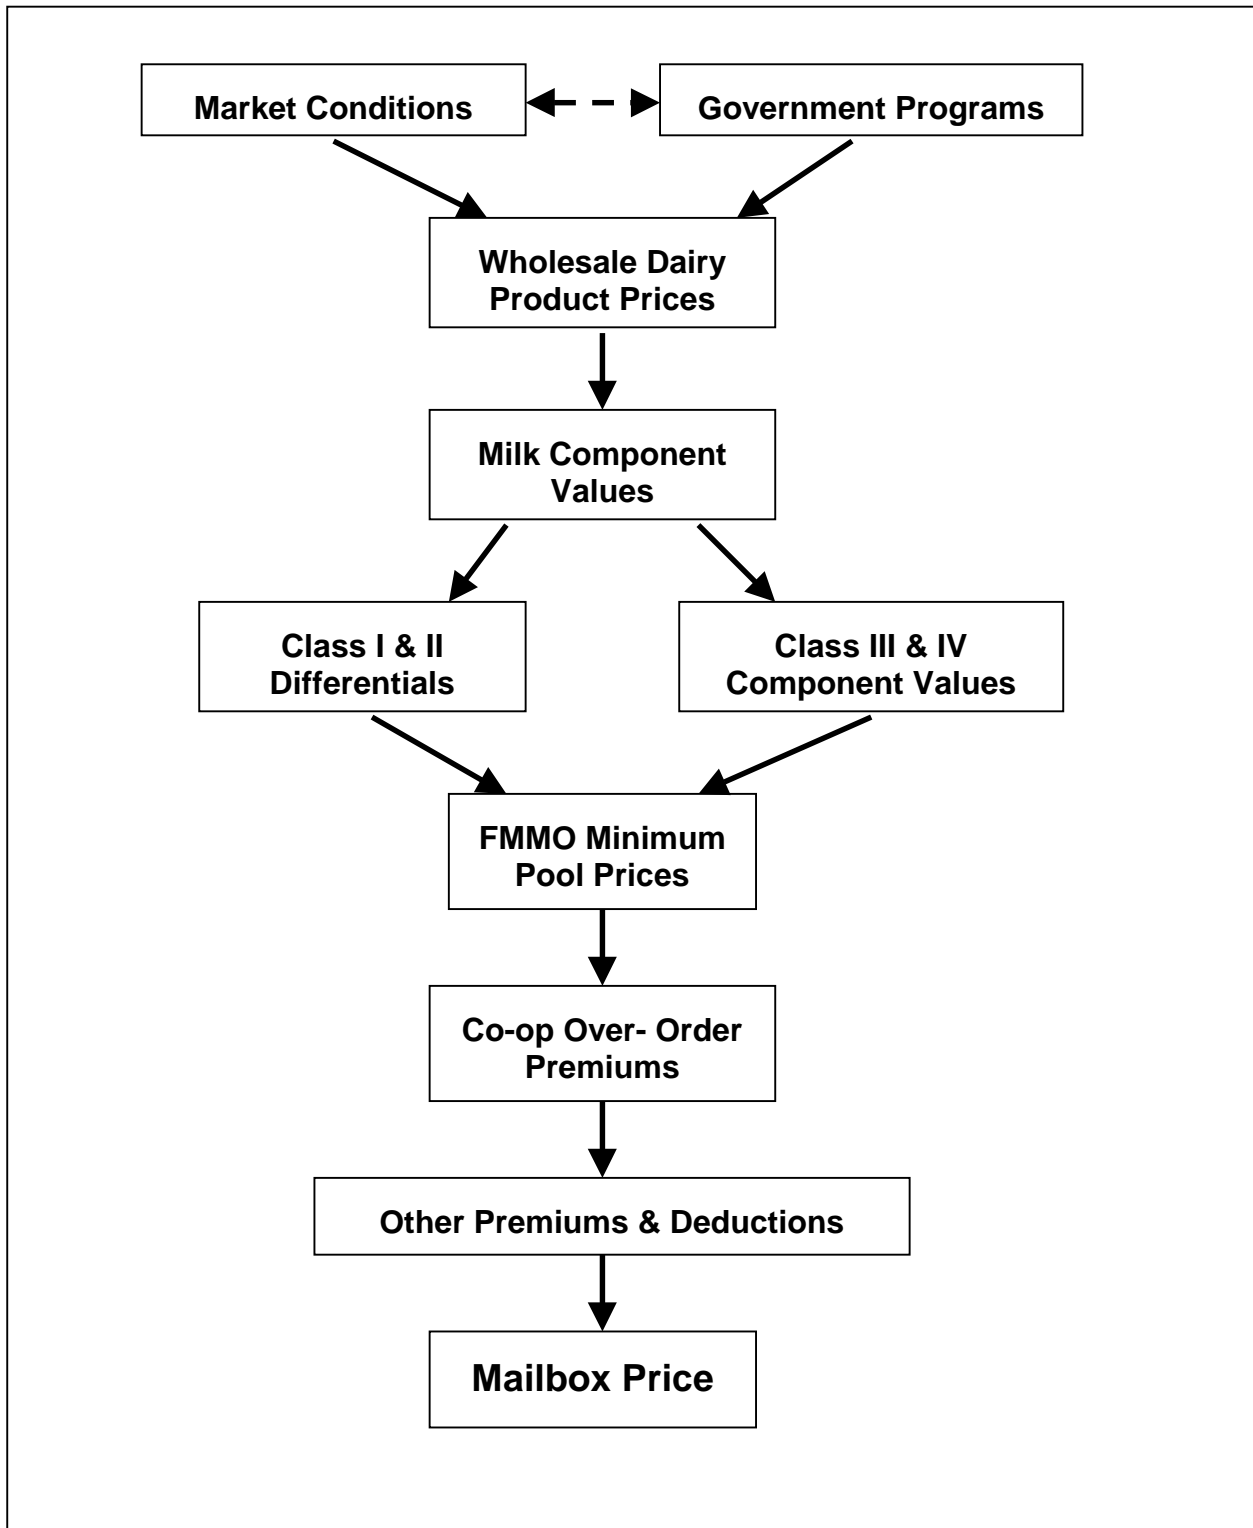 Market Conditions
Government Programs
Wholesale Dairy
Product Prices
Milk Component
Values
Class I & II
Differentials
Class III & IV
Component Values
FMMO Minimum
Pool Prices
Co-op Over- Order
Premiums
Other Premiums & Deductions
Mailbox Price